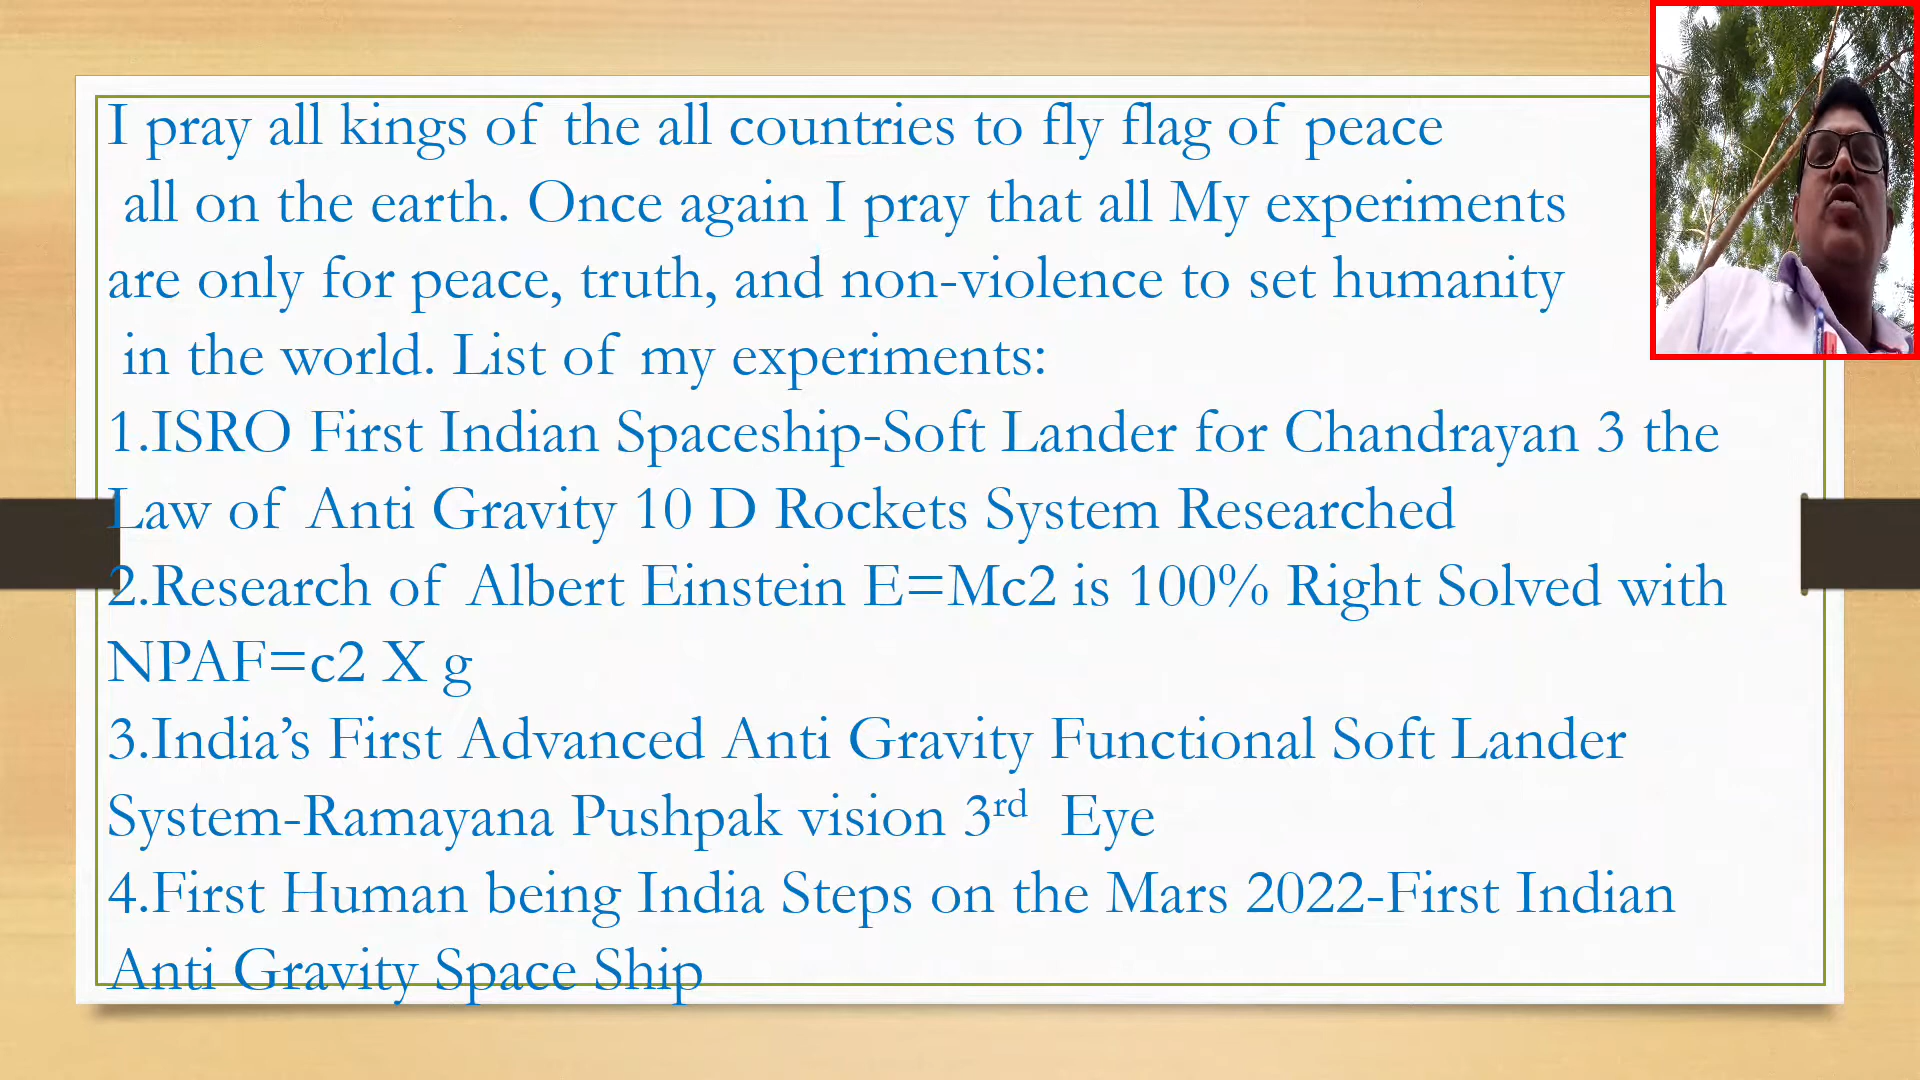 I pray all kings of the all countries to fly flag of peace
all on the earth. Once again I pray that all My experiments
are only for peace, truth, and non-violence to set humanity
in the world. List of my experiments:
1.ISRO First Indian Spaceship-Soft Lander for Chandrayan 3 the
Law of Anti Gravity 10 D Rockets System Researched
2.Research of Albert Einstein E=Mc2 is 100% Right Solved with
NPAF=c2 X g
3.India’s First Advanced Anti Gravity Functional Soft Lander
System-Ramayana Pushpak vision 3rd Eye
4.First Human being India Steps on the Mars 2022-First Indian
Anti Gravity Space Ship